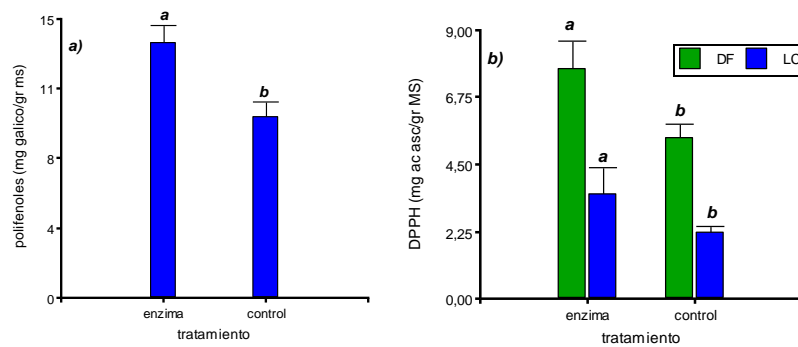 15
11
8
4
0
polifenoles (mg galico/gr ms)
a)
a
b
enzima
control
tratamiento
9,00
6,75
4,50
2,25
0,00
DPPH (mg ac asc/gr MS)
b)
DF
LC
a
a
b
b
enzima
control
tratamiento